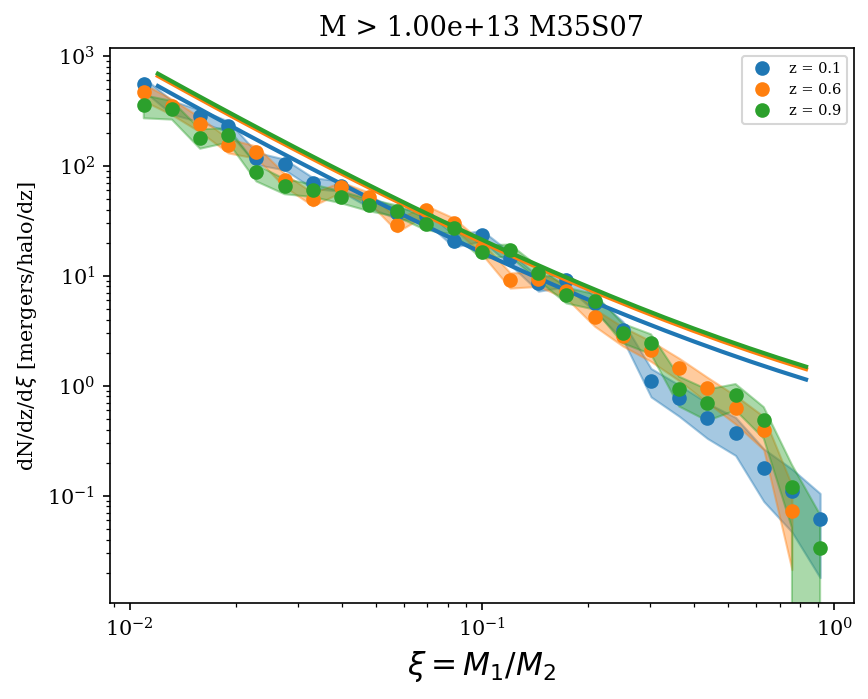 M > 1.00e+13 M35S07
z = 0.1
z = 0.6
z = 0.9
dN/dz/dξ [mergers/halo/dz]
10³
10²
10¹
10⁰
10⁻¹
10⁻²
10⁻¹
10⁰
ξ = M₁/M₂